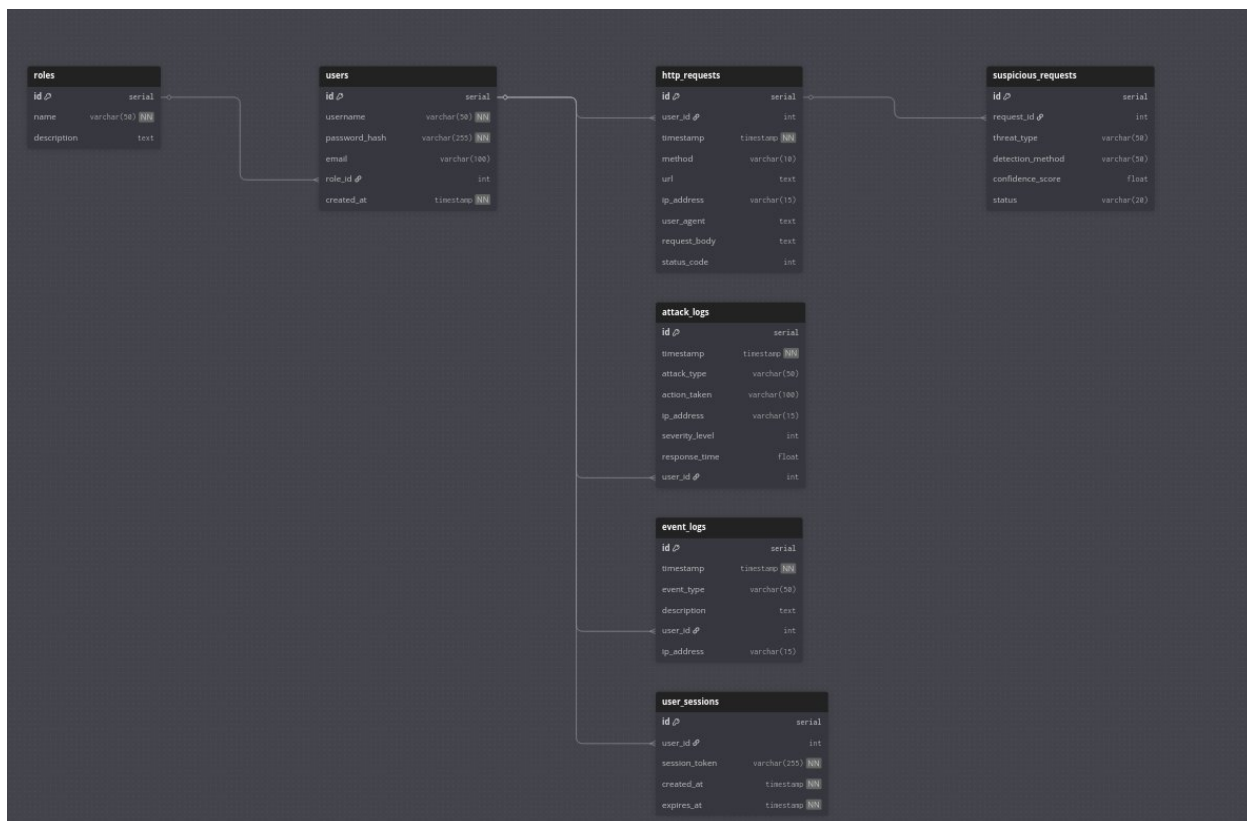 roles
id serial
name varchar(50) NN
description text
users
id serial
username varchar(50) NN
password_hash varchar(255) NN
email varchar(100)
role_id int
created_at timestamp NN
http_requests
id serial
user_id int
timestamp timestamp NN
method varchar(10)
url text
ip_address varchar(15)
user_agent text
request_body text
status_code int
suspicious_requests
id serial
request_id int
threat_type varchar(50)
detection_method varchar(50)
confidence_score float
status varchar(20)
attack_logs
id serial
timestamp timestamp NN
attack_type varchar(50)
action_taken varchar(100)
ip_address varchar(15)
severity_level int
response_time float
user_id int
event_logs
id serial
timestamp timestamp NN
event_type varchar(50)
description text
user_id int
ip_address varchar(15)
user_sessions
id serial
user_id int
session_token varchar(255) NN
created_at timestamp NN
expires_at timestamp NN